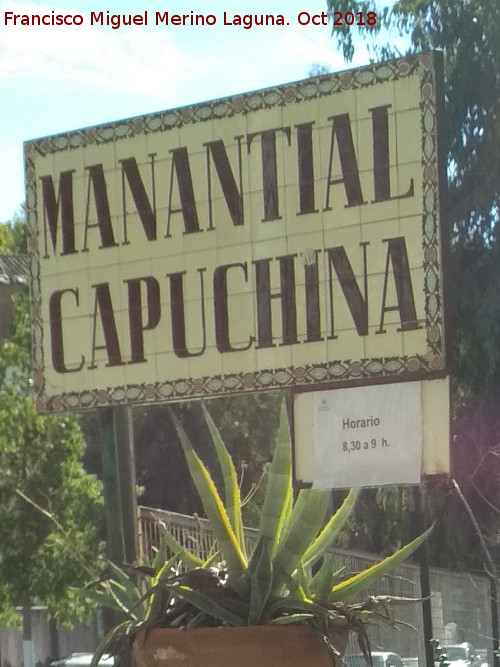 Francisco Miguel Merino Laguna. Oct 2018
MANANTIAL
CAPUCHINA
Horario
8,30 a 9 h.